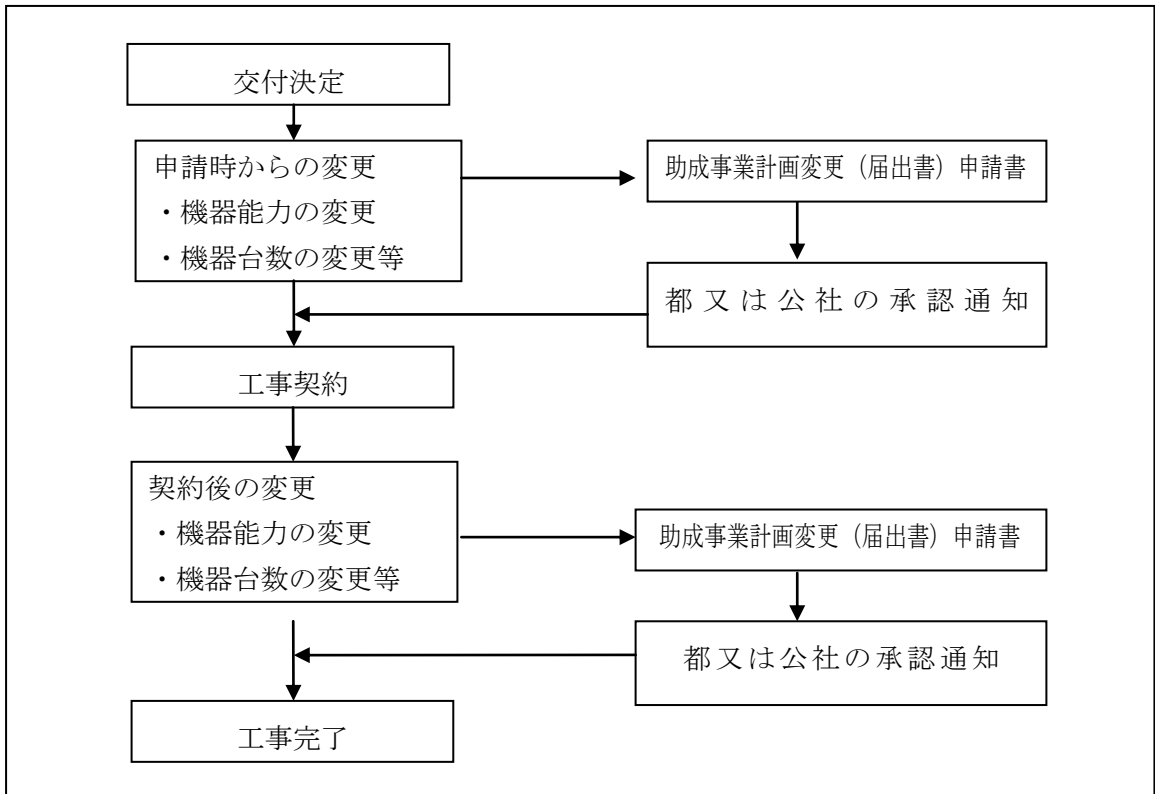 交付決定
申請時からの変更
・機器能力の変更
・機器台数の変更等
助成事業計画変更（届出書）申請書
都又は公社の承認通知
工事契約
契約後の変更
・機器能力の変更
・機器台数の変更等
助成事業計画変更（届出書）申請書
都又は公社の承認通知
工事完了